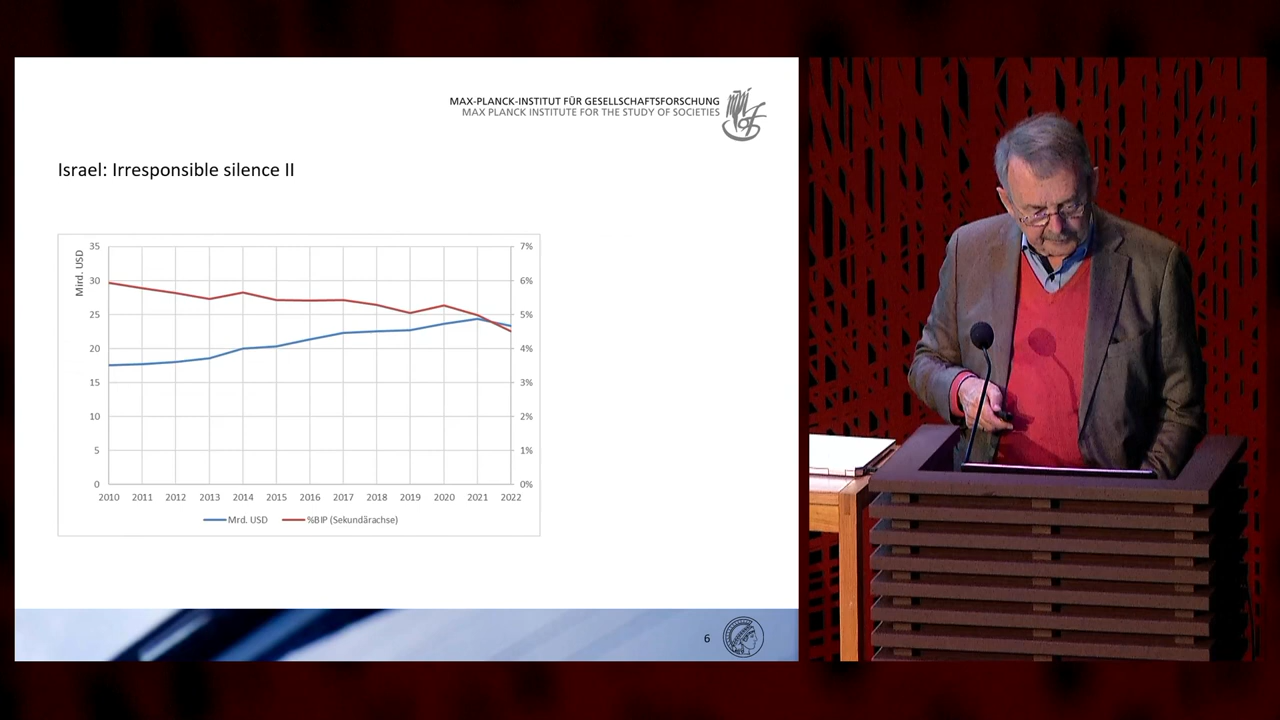 MAX-PLANCK-INSTITUT FÜR GESELLSCHAFTSFORSCHUNG
MAX PLANCK INSTITUTE FOR THE STUDY OF SOCIETIES
Israel: Irresponsible silence II
Mird. USD
35
30
25
20
15
10
5
0
7%
6%
5%
4%
3%
2%
1%
0%
2010 2011 2012 2013 2014 2015 2016 2017 2018 2019 2020 2021 2022
Mrd. USD %BIP (Sekundärachse)
6